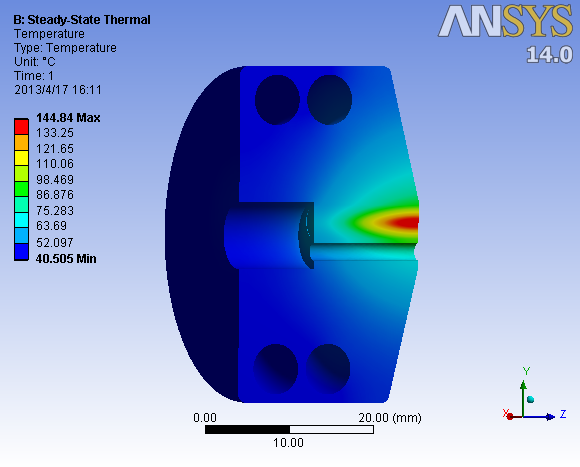 B: Steady-State Thermal
Temperature
Type: Temperature
Unit: °C
Time: 1
2013/4/17 16:11
144.84 Max
133.25
121.65
110.06
98.469
86.876
75.283
63.69
52.097
40.505 Min
ANSYS
14.0
0.00 20.00 (mm)
10.00
Y
X Z